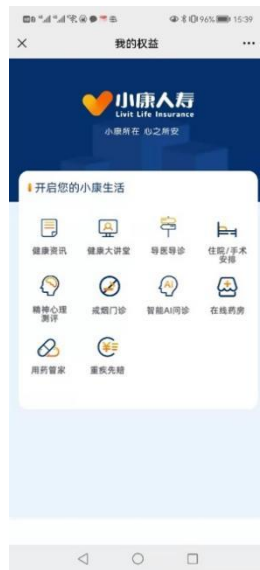 96% 15:39
我的权益
小康人寿
Livit Life Insurance
小康所在 心之所安
开启您的小康生活
健康资讯 健康大讲堂 导医导诊 住院/手术
安排
精神心理 戒烟门诊 智能AI问诊 在线药房
测评
用药管家 重疾先赔